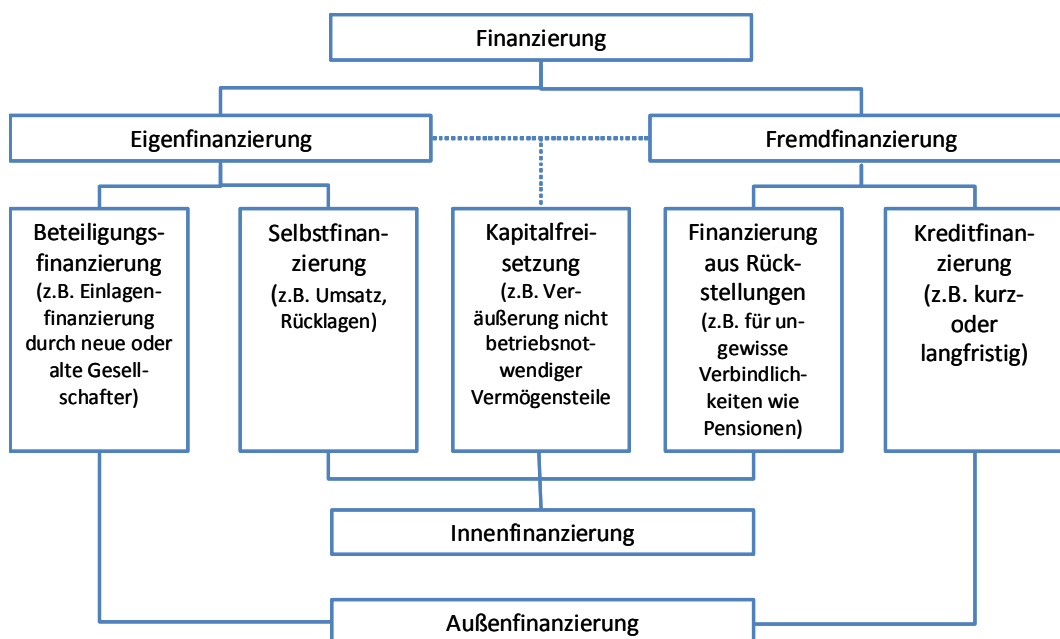 Finanzierung
Eigenfinanzierung
Fremdfinanzierung
Beteiligungs-
finanzierung
(z.B. Einlagen-
finanzierung
durch neue oder
alte Gesell-
schafter)
Selbstfinan-
zierung
(z.B. Umsatz,
Rücklagen)
Kapitalfrei-
setzung
(z.B. Ver-
äußerung nicht
betriebsnot-
wendiger
Vermögensteile
Finanzierung
aus Rück-
stellungen
(z.B. für un-
gewisse
Verbindlich-
keiten wie
Pensionen)
Kreditfinan-
zierung
(z.B. kurz-
oder
langfristig)
Innenfinanzierung
Außenfinanzierung